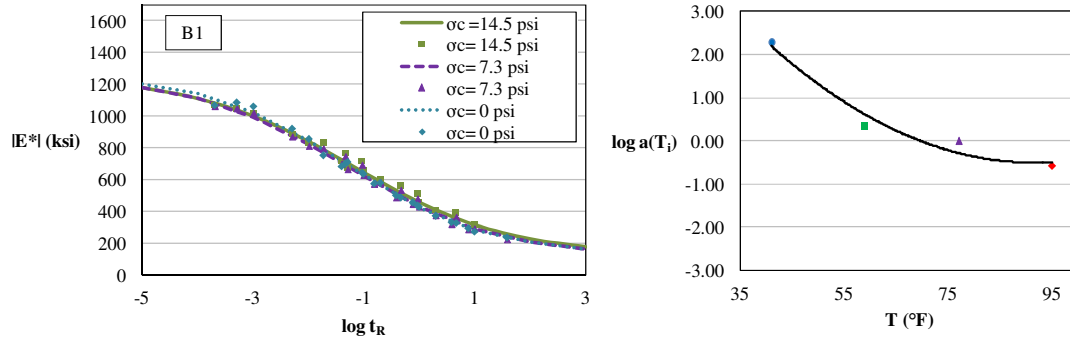 1600
1400
1200
1000
800
600
400
200
0
|E*| (ksi)
B1
σc =14.5 psi
σc= 14.5 psi
σc= 7.3 psi
σc= 7.3 psi
σc= 0 psi
σc= 0 psi
-5 -3 -1 1 3
log tR
2.00
1.00
0.00
-1.00
-2.00
-3.00
log a(Ti)
35 55 75 95
T (°F)